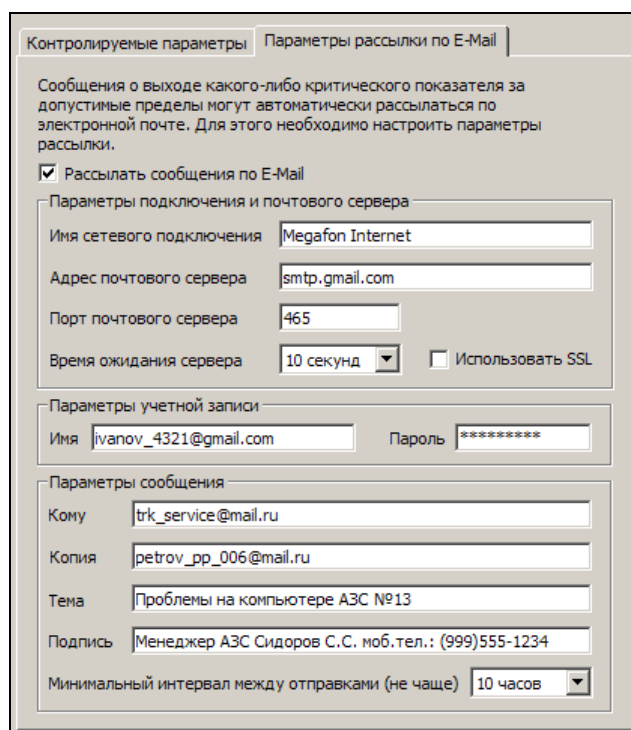 Контролируемые параметры Параметры рассылки по E-Mail
Сообщения о выходе какого-либо критического показателя за
допустимые пределы могут автоматически рассылаться по
электронной почте. Для этого необходимо настроить параметры
рассылки.
Рассылать сообщения по E-Mail
Параметры подключения и почтового сервера
Имя сетевого подключения Megafon Internet
Адрес почтового сервера smtp.gmail.com
Порт почтового сервера 465
Время ожидания сервера 10 секунд Использовать SSL
Параметры учетной записи
Имя ivanov_4321@gmail.com Пароль *********
Параметры сообщения
Кому trk_service@mail.ru
Копия petrov_pp_006@mail.ru
Тема Проблемы на компьютере АЗС №13
Подпись Менеджер АЗС Сидоров С.С. моб.тел.: (999)555-1234
Минимальный интервал между отправками (не чаще) 10 часов